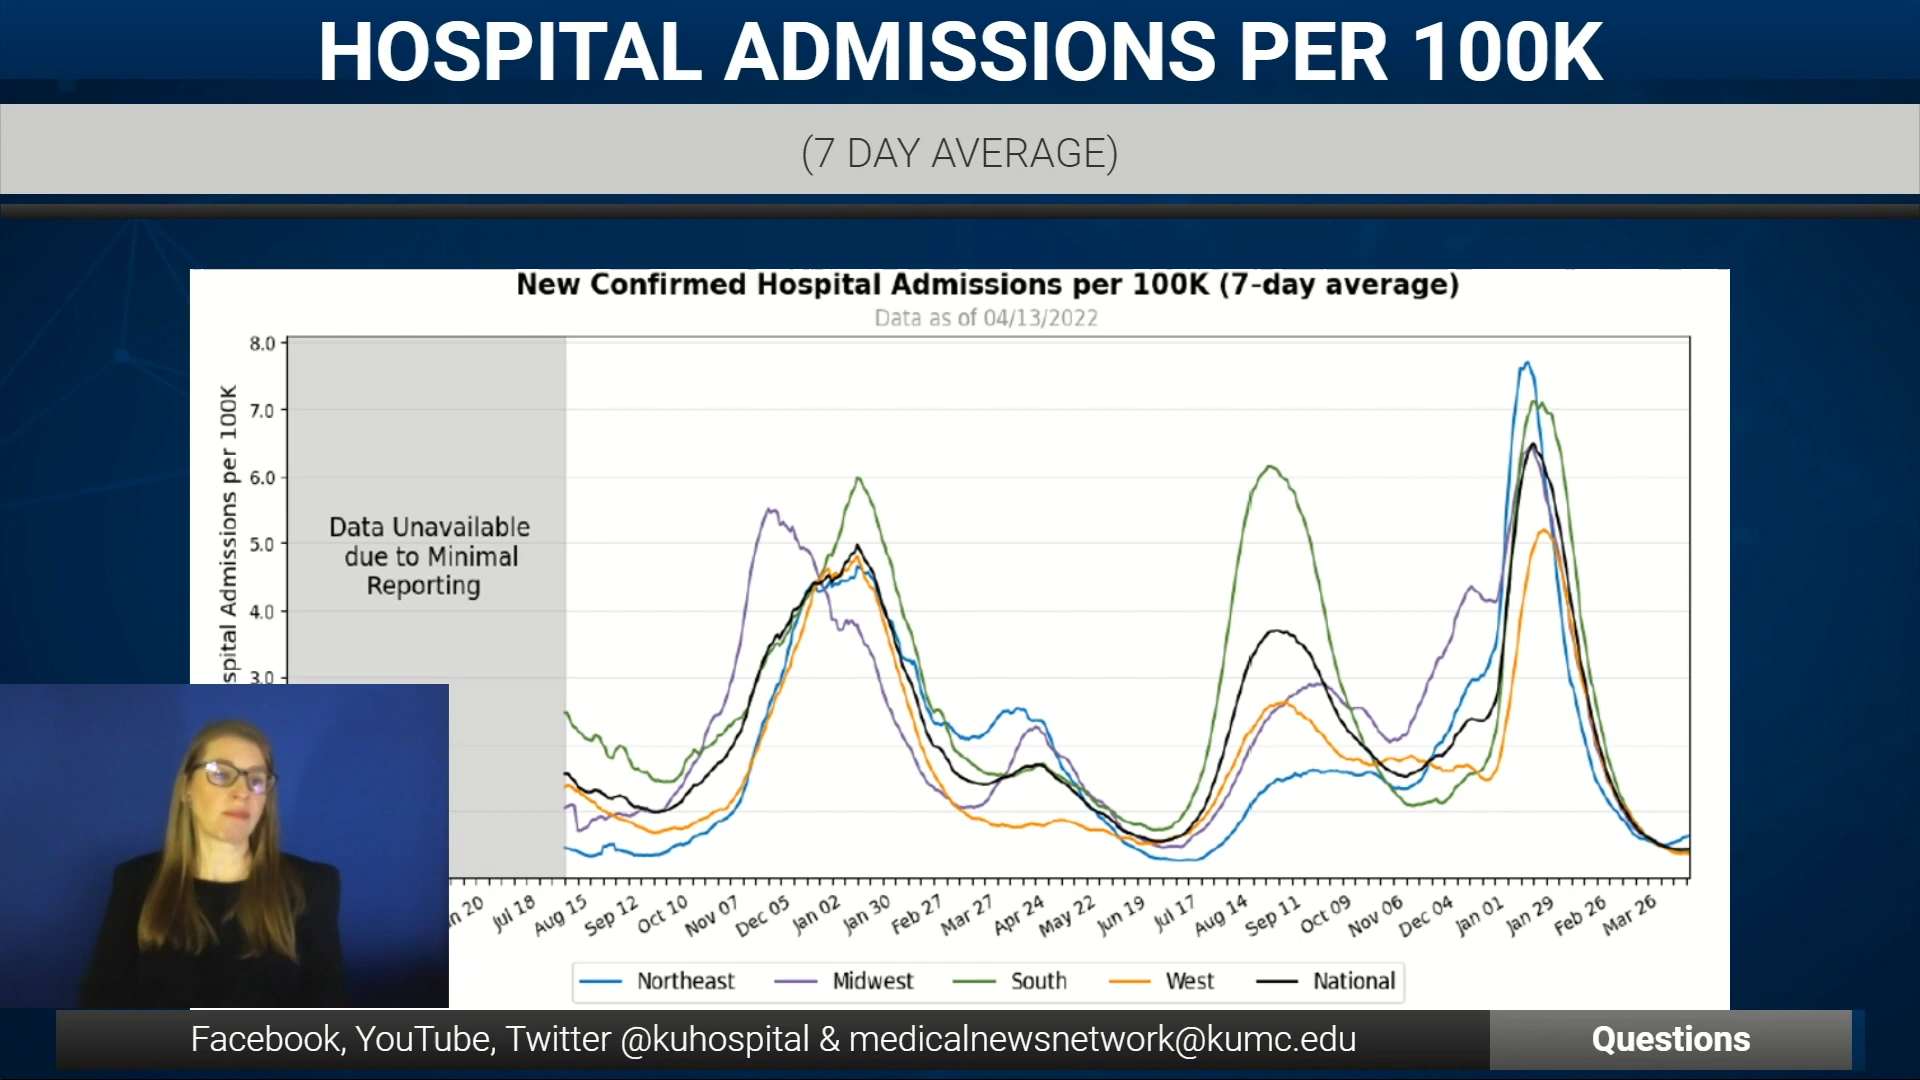 HOSPITAL ADMISSIONS PER 100K
(7 DAY AVERAGE)
New Confirmed Hospital Admissions per 100K (7-day average)
Data as of 04/13/2022
8.0
7.0
6.0
5.0
4.0
3.0
Admissions per 100K
Data Unavailable
due to Minimal
Reporting
20
Jul 18
Aug 15
Sep 12
Oct 10
Nov 07
Dec 05
Jan 02
Jan 30
Feb 27
Mar 27
Apr 24
May 22
Jun 19
Jul 17
Aug 14
Sep 11
Oct 09
Nov 06
Dec 04
Jan 01
Jan 29
Feb 26
Mar 26
Northeast Midwest South West National
Facebook, YouTube, Twitter @kuhospital & medicalnewsnetwork@kumc.edu
Questions